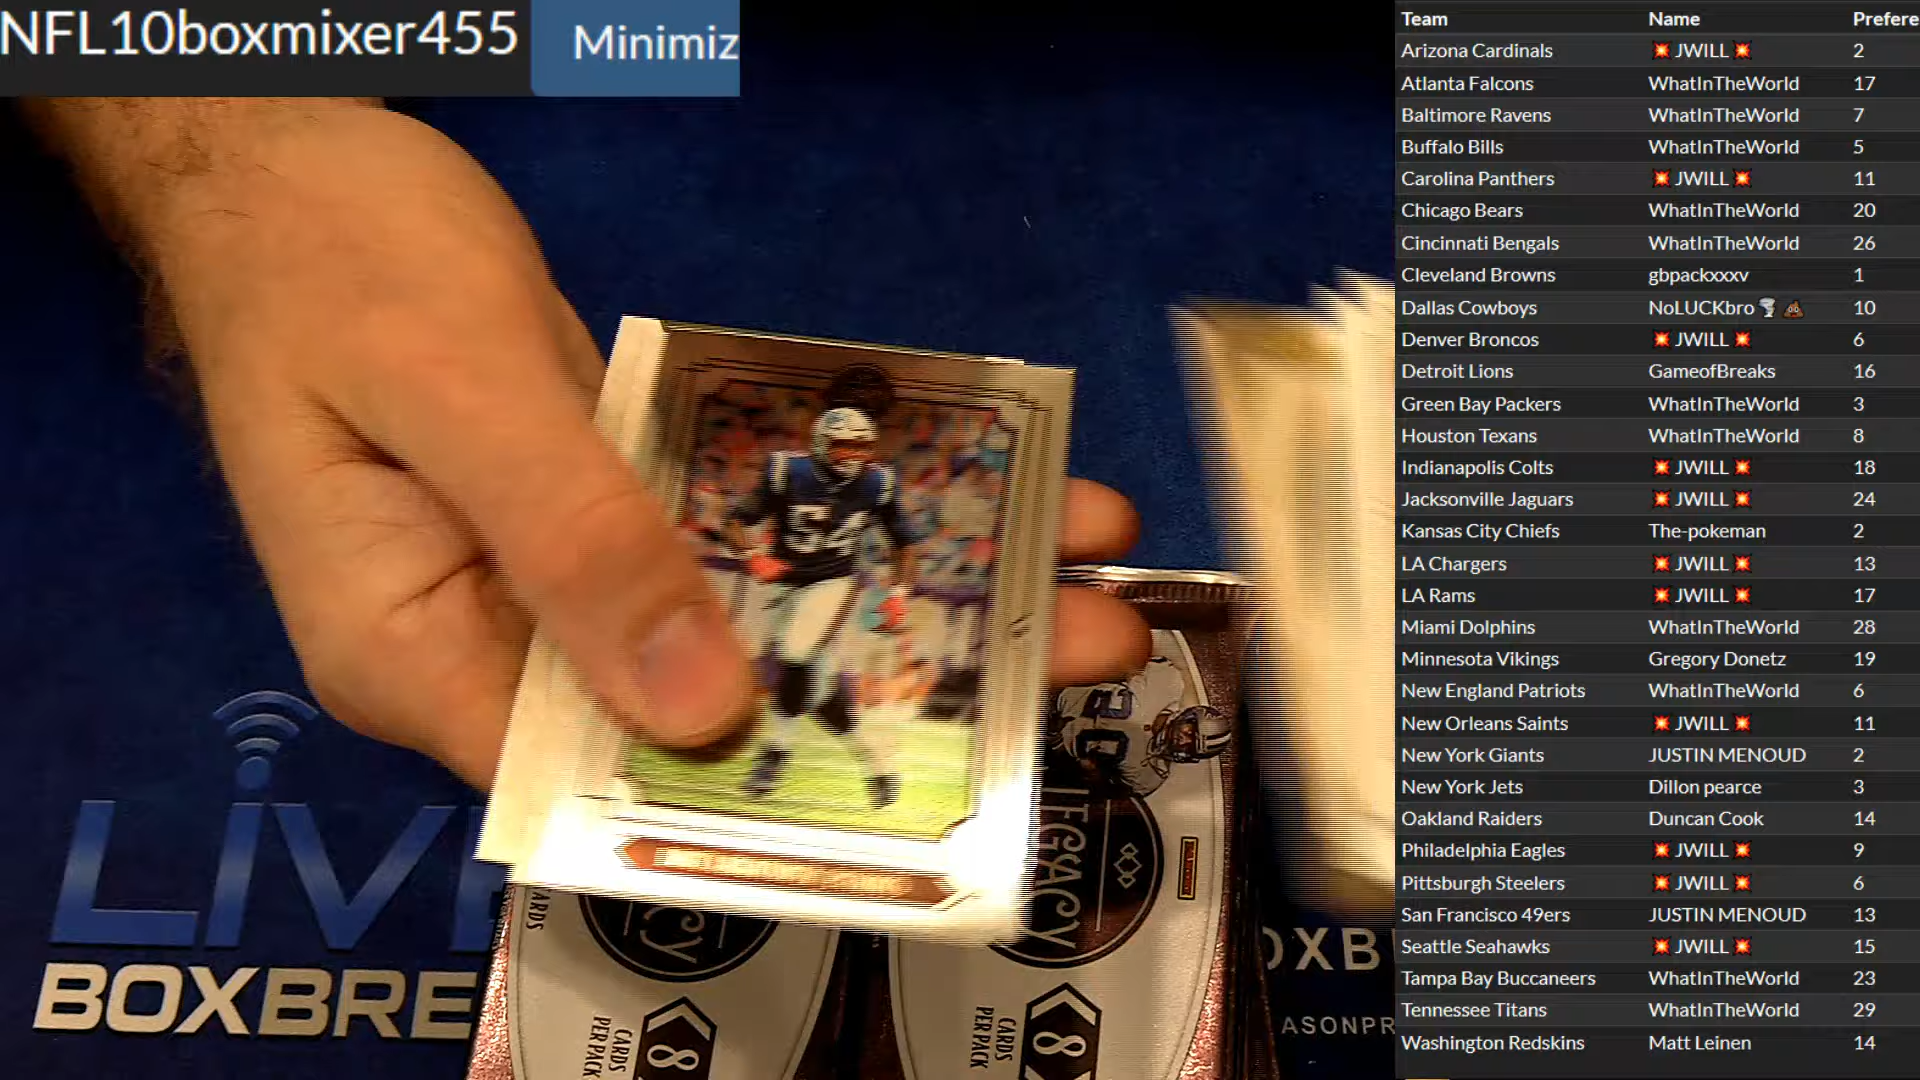 NFL10boxmixer455 Minimiz
Team Name Prefere
Arizona Cardinals 💥 JWILL 💥 2
Atlanta Falcons WhatInTheWorld 17
Baltimore Ravens WhatInTheWorld 7
Buffalo Bills WhatInTheWorld 5
Carolina Panthers 💥 JWILL 💥 11
Chicago Bears WhatInTheWorld 20
Cincinnati Bengals WhatInTheWorld 26
Cleveland Browns gbpackxxxv 1
Dallas Cowboys NoLUCKbro 🌪️ 💩 10
Denver Broncos 💥 JWILL 💥 6
Detroit Lions GameofBreaks 16
Green Bay Packers WhatInTheWorld 3
Houston Texans WhatInTheWorld 8
Indianapolis Colts 💥 JWILL 💥 18
Jacksonville Jaguars 💥 JWILL 💥 24
Kansas City Chiefs The-pokeman 2
LA Chargers 💥 JWILL 💥 13
LA Rams 💥 JWILL 💥 17
Miami Dolphins WhatInTheWorld 28
Minnesota Vikings Gregory Donetz 19
New England Patriots WhatInTheWorld 6
New Orleans Saints 💥 JWILL 💥 11
New York Giants JUSTIN MENOUD 2
New York Jets Dillon pearce 3
Oakland Raiders Duncan Cook 14
Philadelphia Eagles 💥 JWILL 💥 9
Pittsburgh Steelers 💥 JWILL 💥 6
San Francisco 49ers JUSTIN MENOUD 13
Seattle Seahawks 💥 JWILL 💥 15
Tampa Bay Buccaneers WhatInTheWorld 23
Tennessee Titans WhatInTheWorld 29
Washington Redskins Matt Leinen 14
54
20
LEGACY
LIVE
BOXBRE
OXB
ASONPR
CARDS
8
CARDS
PER PACK
8
CARDS
PER PACK